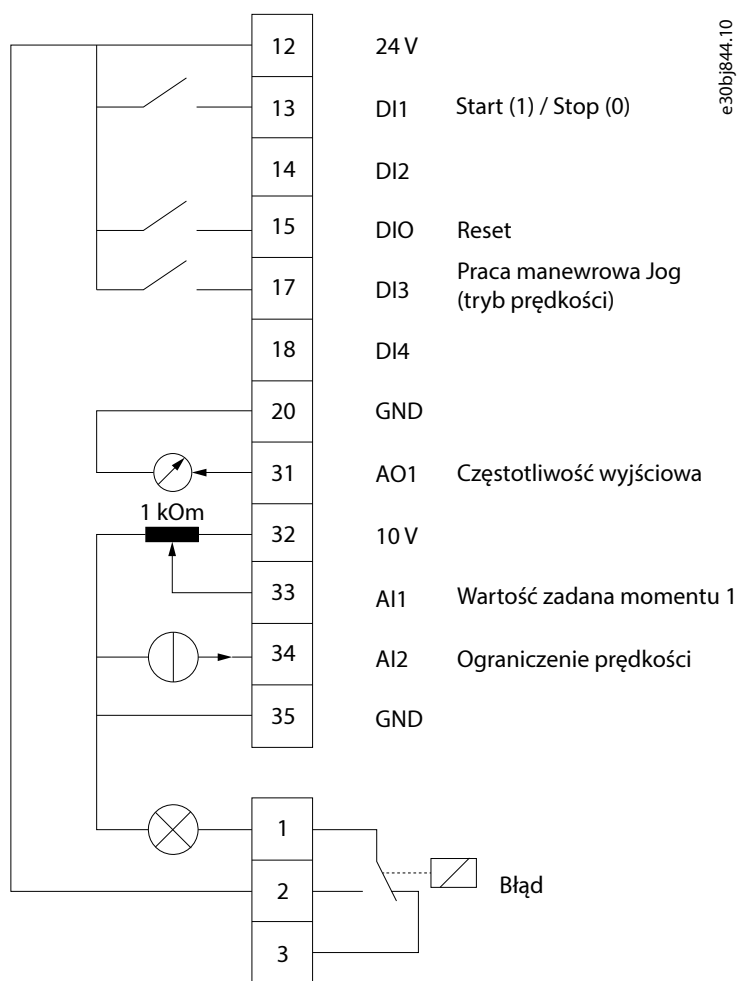 e30bj844.10
12 24 V
13 DI1 Start (1) / Stop (0)
14 DI2
15 DIO Reset
17 DI3 Praca manewrowa Jog
(tryb prędkości)
18 DI4
20 GND
31 AO1 Częstotliwość wyjściowa
1 kOm
32 10 V
33 AI1 Wartość zadana momentu 1
34 AI2 Ograniczenie prędkości
35 GND
1
2 Błąd
3